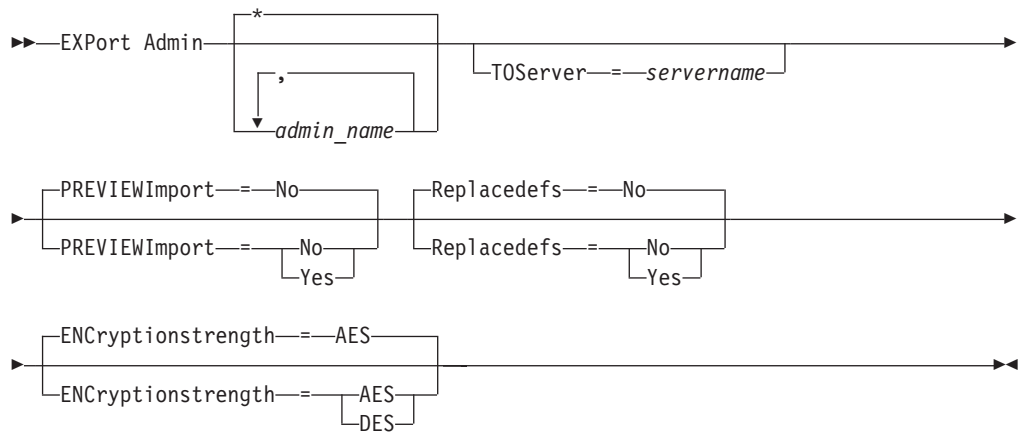 *
EXPort Admin
TOServer = servername
,
admin_name
PREVIEWImport = No
Replacedefs = No
PREVIEWImport = No
Yes
Replacedefs = No
Yes
ENCryptionstrength = AES
ENCryptionstrength = AES
DES